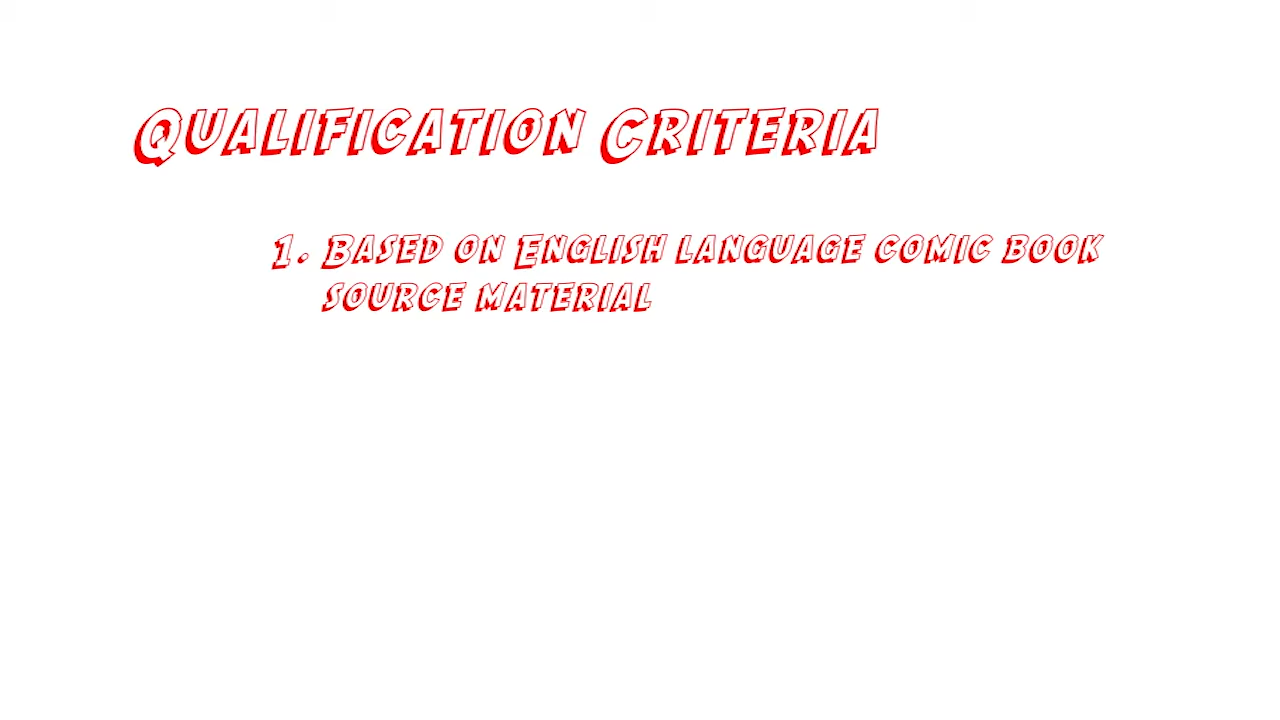 Qualification Criteria
1. Based on English language comic book
source material